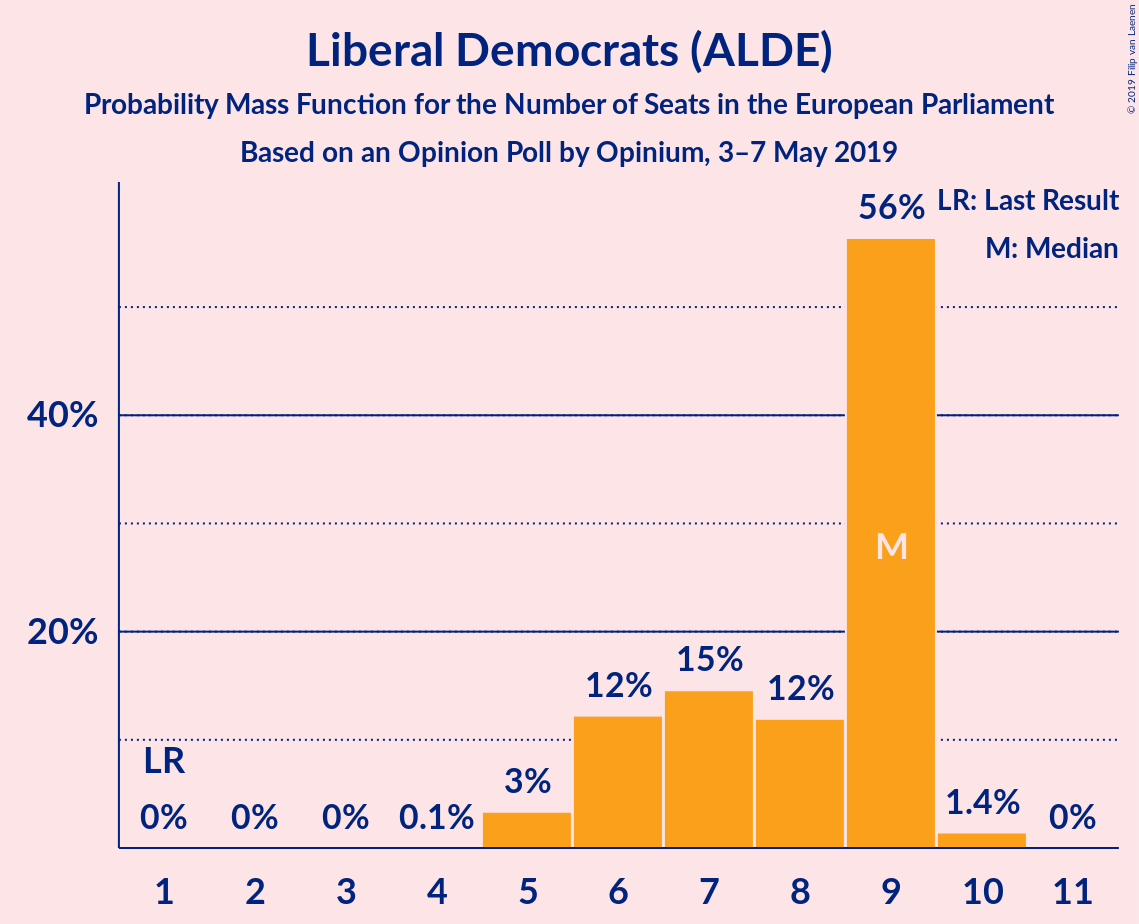 Liberal Democrats (ALDE)
Probability Mass Function for the Number of Seats in the European Parliament
Based on an Opinion Poll by Opinium, 3–7 May 2019
© 2019 Filip van Laenen
LR: Last Result
M: Median
56%
40%
M
20%
15%
12%
12%
LR
3%
1.4%
0%
0%
0%
0.1%
0%
1 2 3 4 5 6 7 8 9 10 11